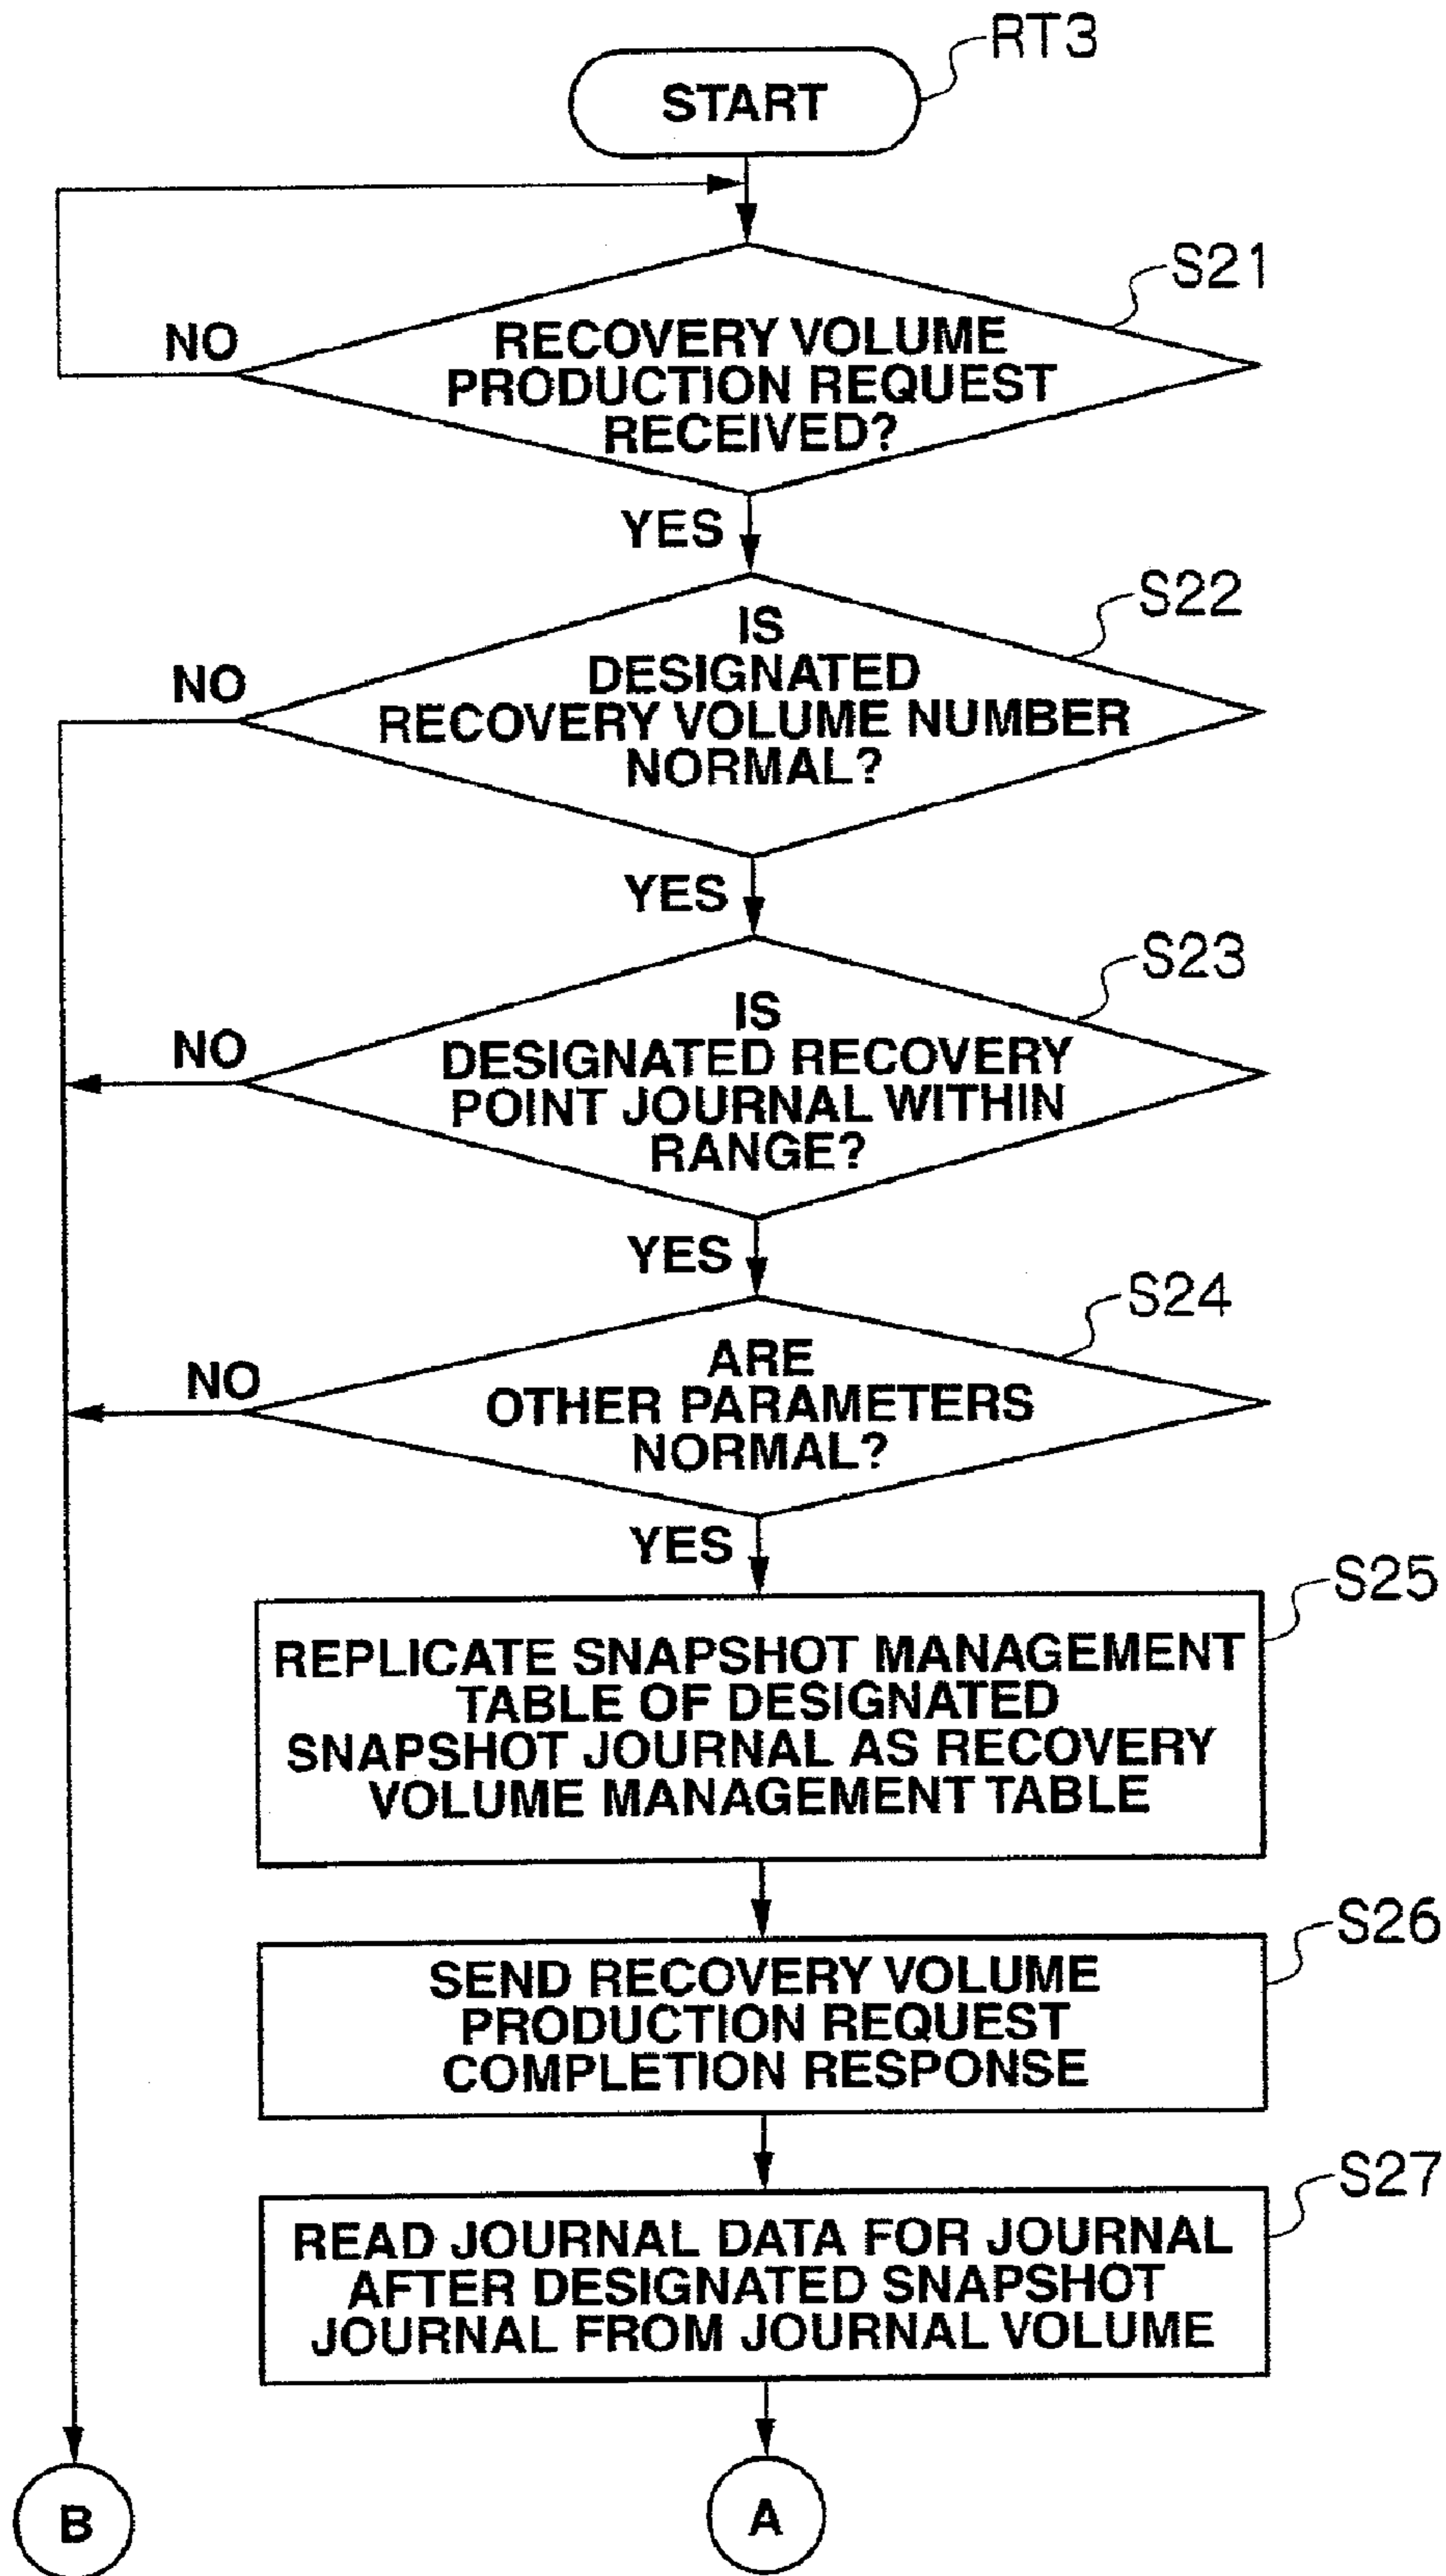 RT3
START
S21
NO
RECOVERY VOLUME
PRODUCTION REQUEST
RECEIVED?
YES
S22
IS
NO
DESIGNATED
RECOVERY VOLUME NUMBER
NORMAL?
YES
S23
IS
NO
DESIGNATED RECOVERY
POINT JOURNAL WITHIN
RANGE?
YES
S24
ARE
NO
OTHER PARAMETERS
NORMAL?
YES
S25
REPLICATE SNAPSHOT MANAGEMENT
TABLE OF DESIGNATED
SNAPSHOT JOURNAL AS RECOVERY
VOLUME MANAGEMENT TABLE
S26
SEND RECOVERY VOLUME
PRODUCTION REQUEST
COMPLETION RESPONSE
S27
READ JOURNAL DATA FOR JOURNAL
AFTER DESIGNATED SNAPSHOT
JOURNAL FROM JOURNAL VOLUME
B
A